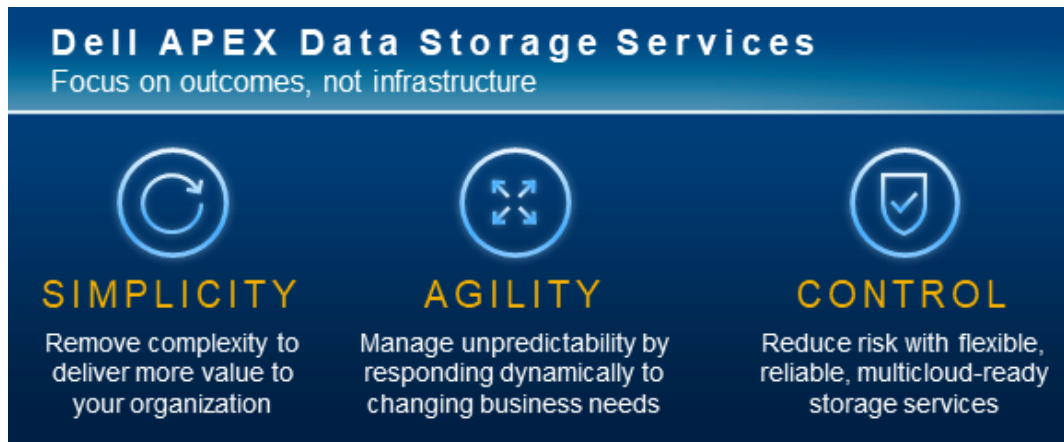 Dell APEX Data Storage Services
Focus on outcomes, not infrastructure
SIMPLICITY
Remove complexity to
deliver more value to
your organization
AGILITY
Manage unpredictability by
responding dynamically to
changing business needs
CONTROL
Reduce risk with flexible,
reliable, multicloud-ready
storage services